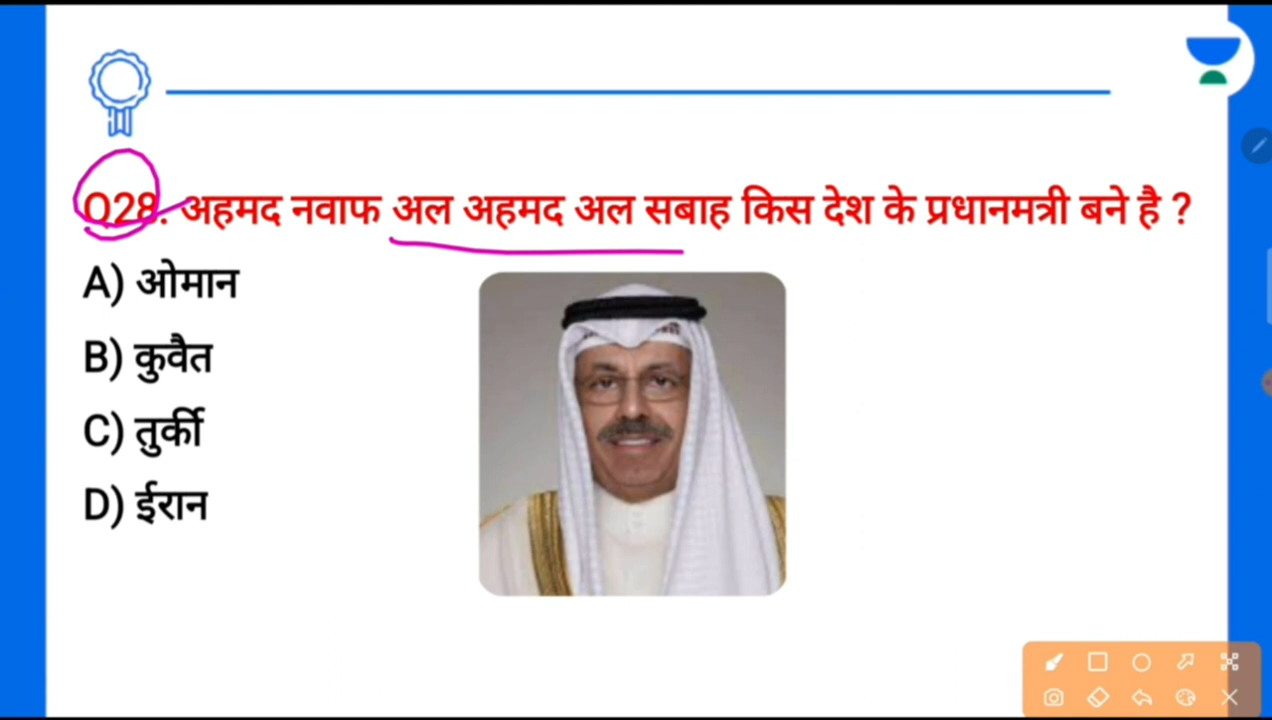 Q28. अहमद नवाफ अल अहमद अल सबाह किस देश के प्रधानमत्री बने है ?
A) ओमान
B) कुवैत
C) तुर्की
D) ईरान